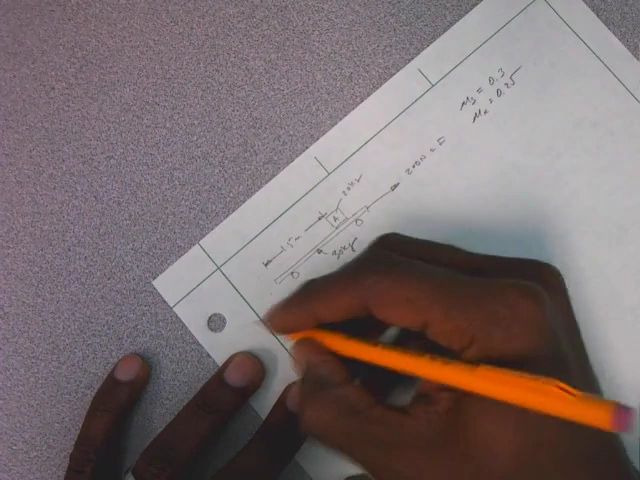 μs = 0.3
μk = 0.25
200N = F
20kg
A
1.5m
30kg